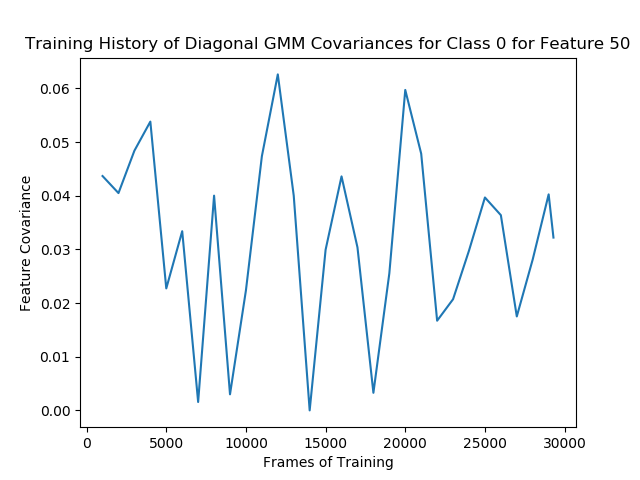 Training History of Diagonal GMM Covariances for Class 0 for Feature 50
0.06
0.05
0.04
0.03
0.02
0.01
0.00
Feature Covariance
0 5000 10000 15000 20000 25000 30000
Frames of Training